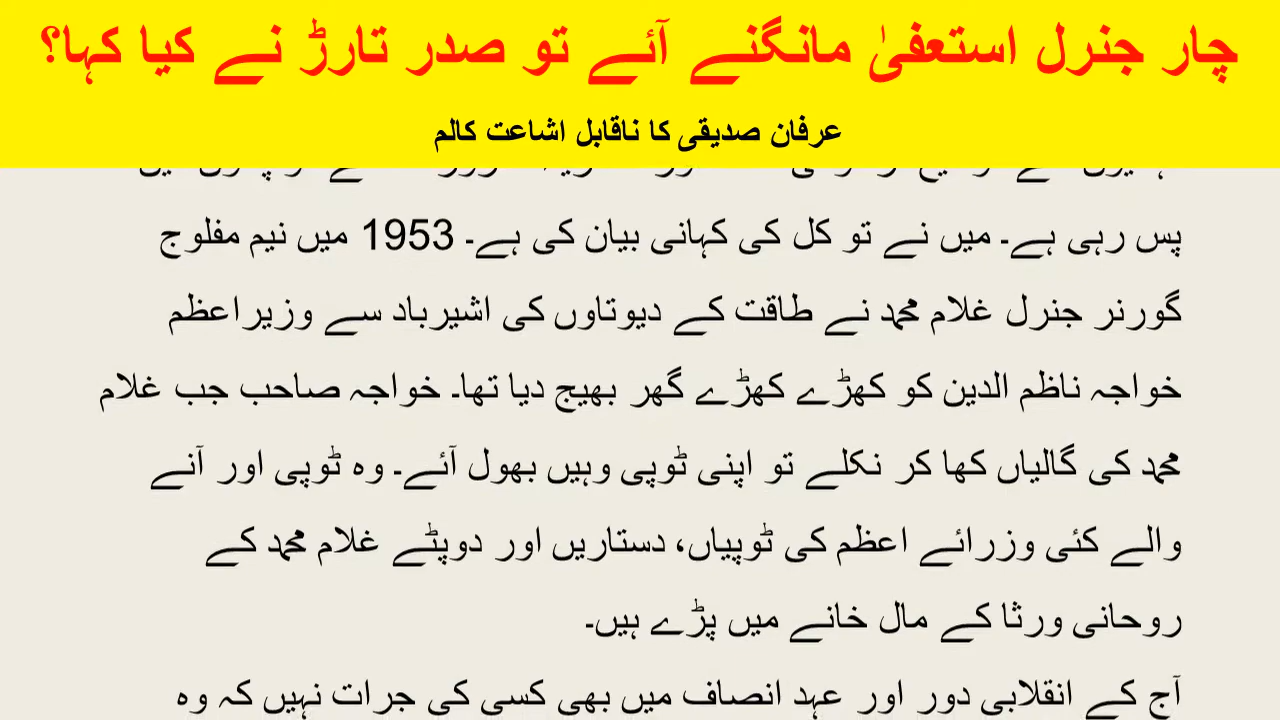 چار جنرل استعفیٰ مانگنے آئے تو صدر تارڑ نے کیا کہا؟
عرفان صدیقی کا ناقابل اشاعت کالم
پس رہی ہے۔ میں نے تو کل کی کہانی بیان کی ہے۔ 1953 میں نیم مفلوج
گورنر جنرل غلام محمد نے طاقت کے دیوتاوں کی اشیرباد سے وزیراعظم
خواجہ ناظم الدین کو کھڑے کھڑے گھر بھیج دیا تھا۔ خواجہ صاحب جب غلام
محمد کی گالیاں کھا کر نکلے تو اپنی ٹوپی وہیں بھول آئے۔ وہ ٹوپی اور آنے
والے کئی وزرائے اعظم کی ٹوپیاں، دستاریں اور دوپٹے غلام محمد کے
روحانی ورثا کے مال خانے میں پڑے ہیں۔
آج کے انقلابی دور اور عہد انصاف میں بھی کسی کی جرات نہیں کہ وہ